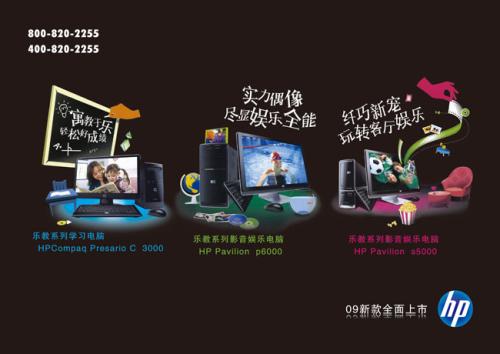 800-820-2255
400-820-2255
寓教于乐
轻松好成绩
实力偶像
尽显娱乐全能
纤巧新宠
玩转客厅娱乐
乐教系列学习电脑
HPCompaq Presario C 3000
乐教系列影音娱乐电脑
HP Pavilion p6000
乐教系列影音娱乐电脑
HP Pavilion s5000
09新款全面上市
hp